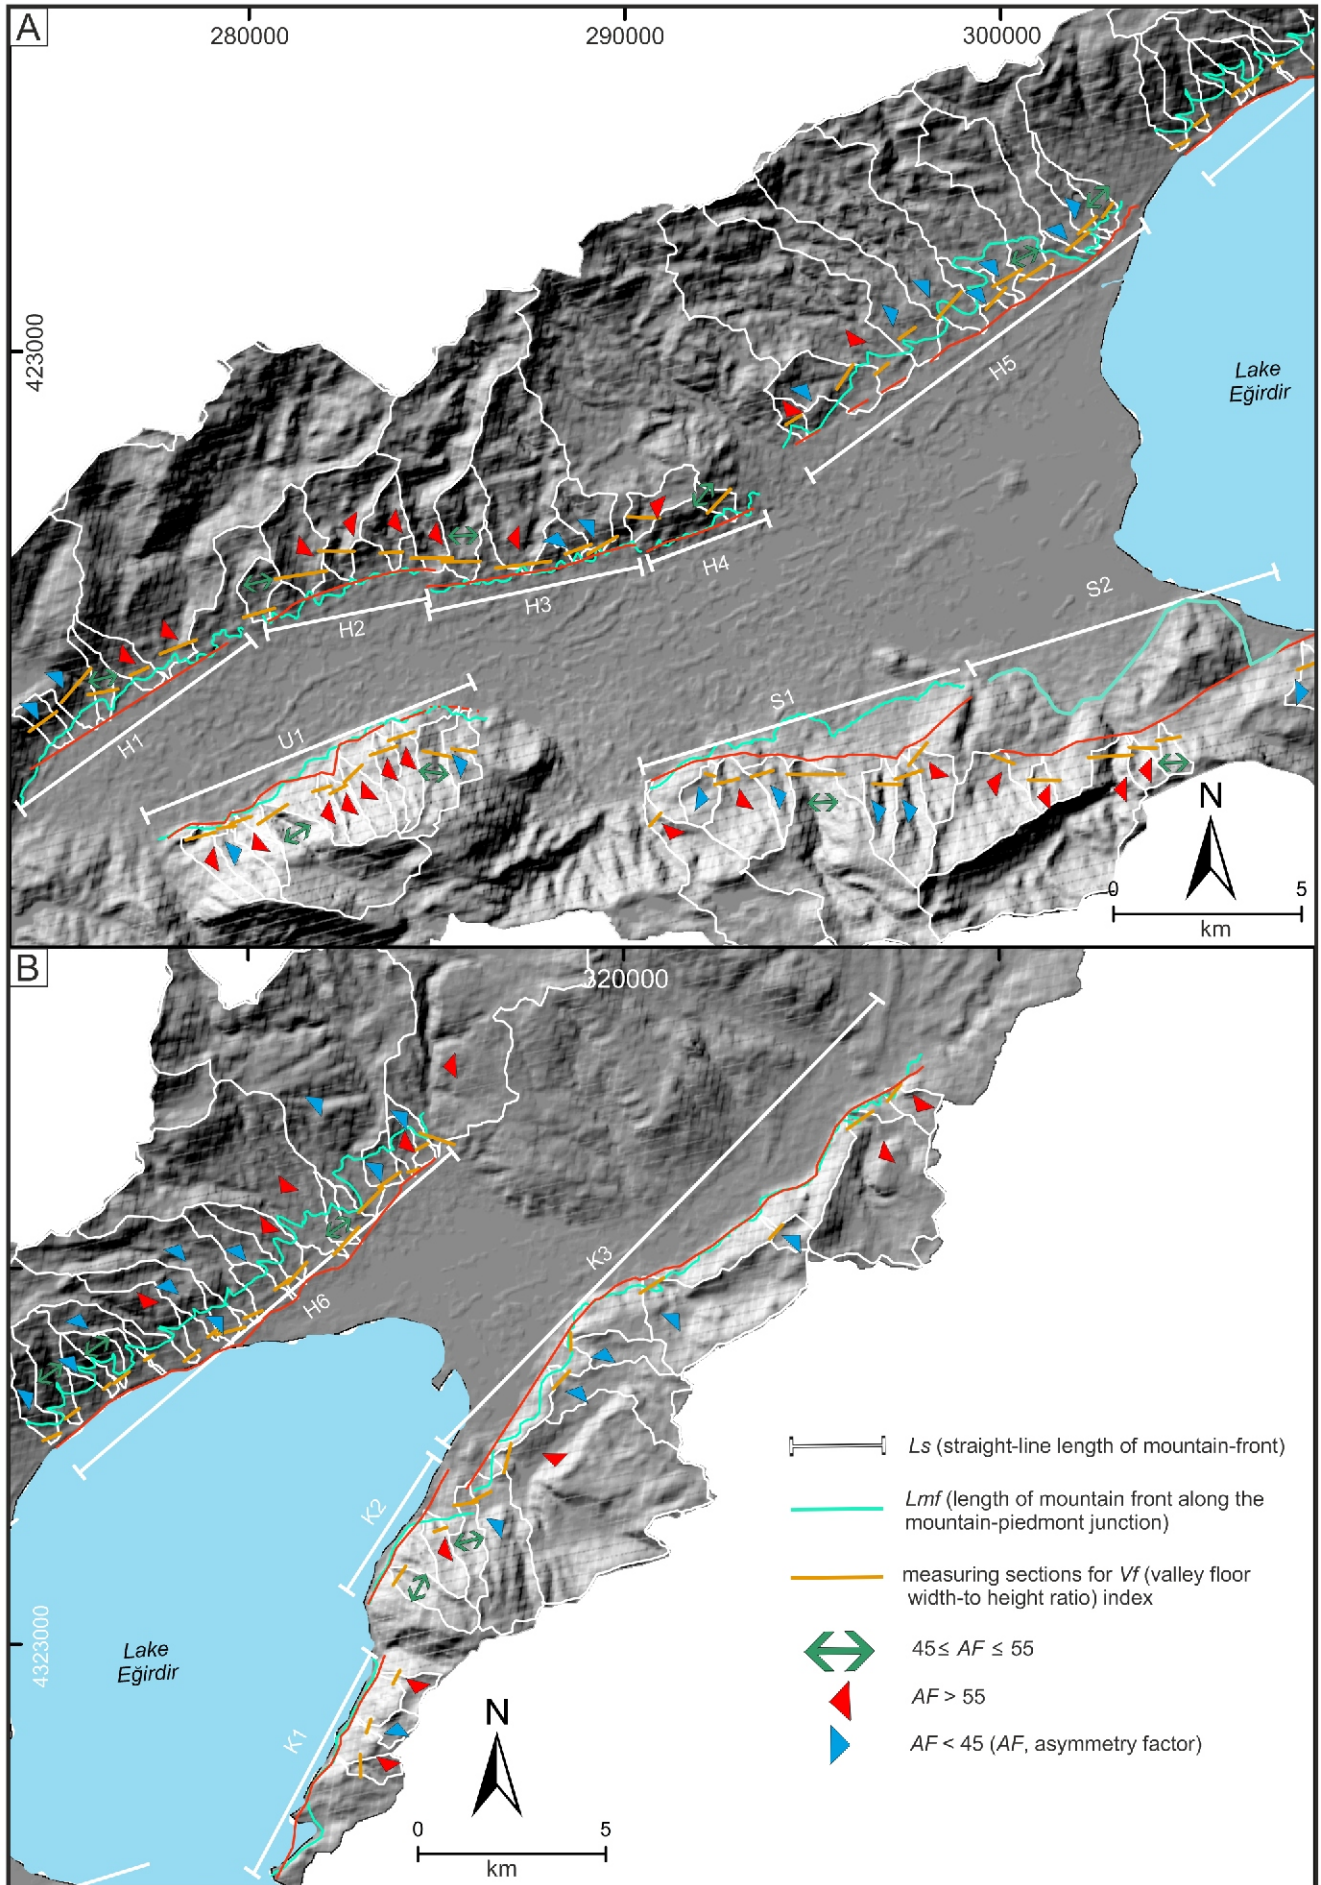 A
280000
290000
300000
423000
Lake
Eğirdir
H5
H4
H3
H2
H1
U1
S1
S2
N
0
5
km
B
320000
K3
H6
K2
K1
4323000
Lake
Eğirdir
N
0
5
km
Ls (straight-line length of mountain-front)
Lmf (length of mountain front along the
mountain-piedmont junction)
measuring sections for Vf (valley floor
width-to height ratio) index
45≤ AF ≤ 55
AF > 55
AF < 45 (AF, asymmetry factor)